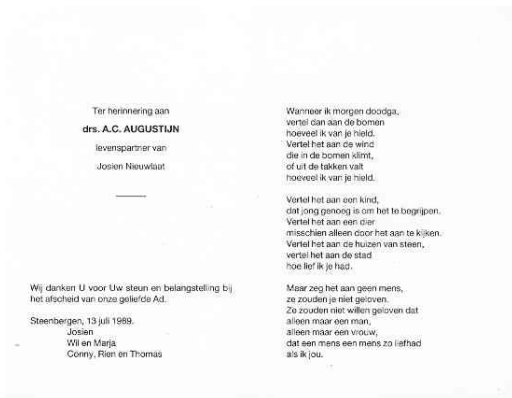 Ter herinnering aan
drs. A.C. AUGUSTIJN
levenspartner van
Josien Nieuwlaat
Wij danken U voor Uw steun en belangstelling bij
het afscheid van onze geliefde Ad.
Steenbergen, 13 juli 1989.
Josien
Wil en Marja
Conny, Rien en Thomas
Wanneer ik morgen doodga,
vertel dan aan de bomen
hoeveel ik van je hield.
Vertel het aan de wind
die in de bomen klimt,
of uit de takken valt
hoeveel ik van je hield.
Vertel het aan een kind,
dat jong genoeg is om het te begrijpen.
Vertel het aan een dier
misschien alleen door het aan te kijken.
Vertel het aan de huizen van steen,
vertel het aan de stad
hoe lief ik je had.
Maar zeg het aan geen mens,
ze zouden je niet geloven.
Ze zouden niet willen geloven dat
alleen maar een man,
alleen maar een vrouw,
dat een mens een mens zo liefhad
als ik jou.